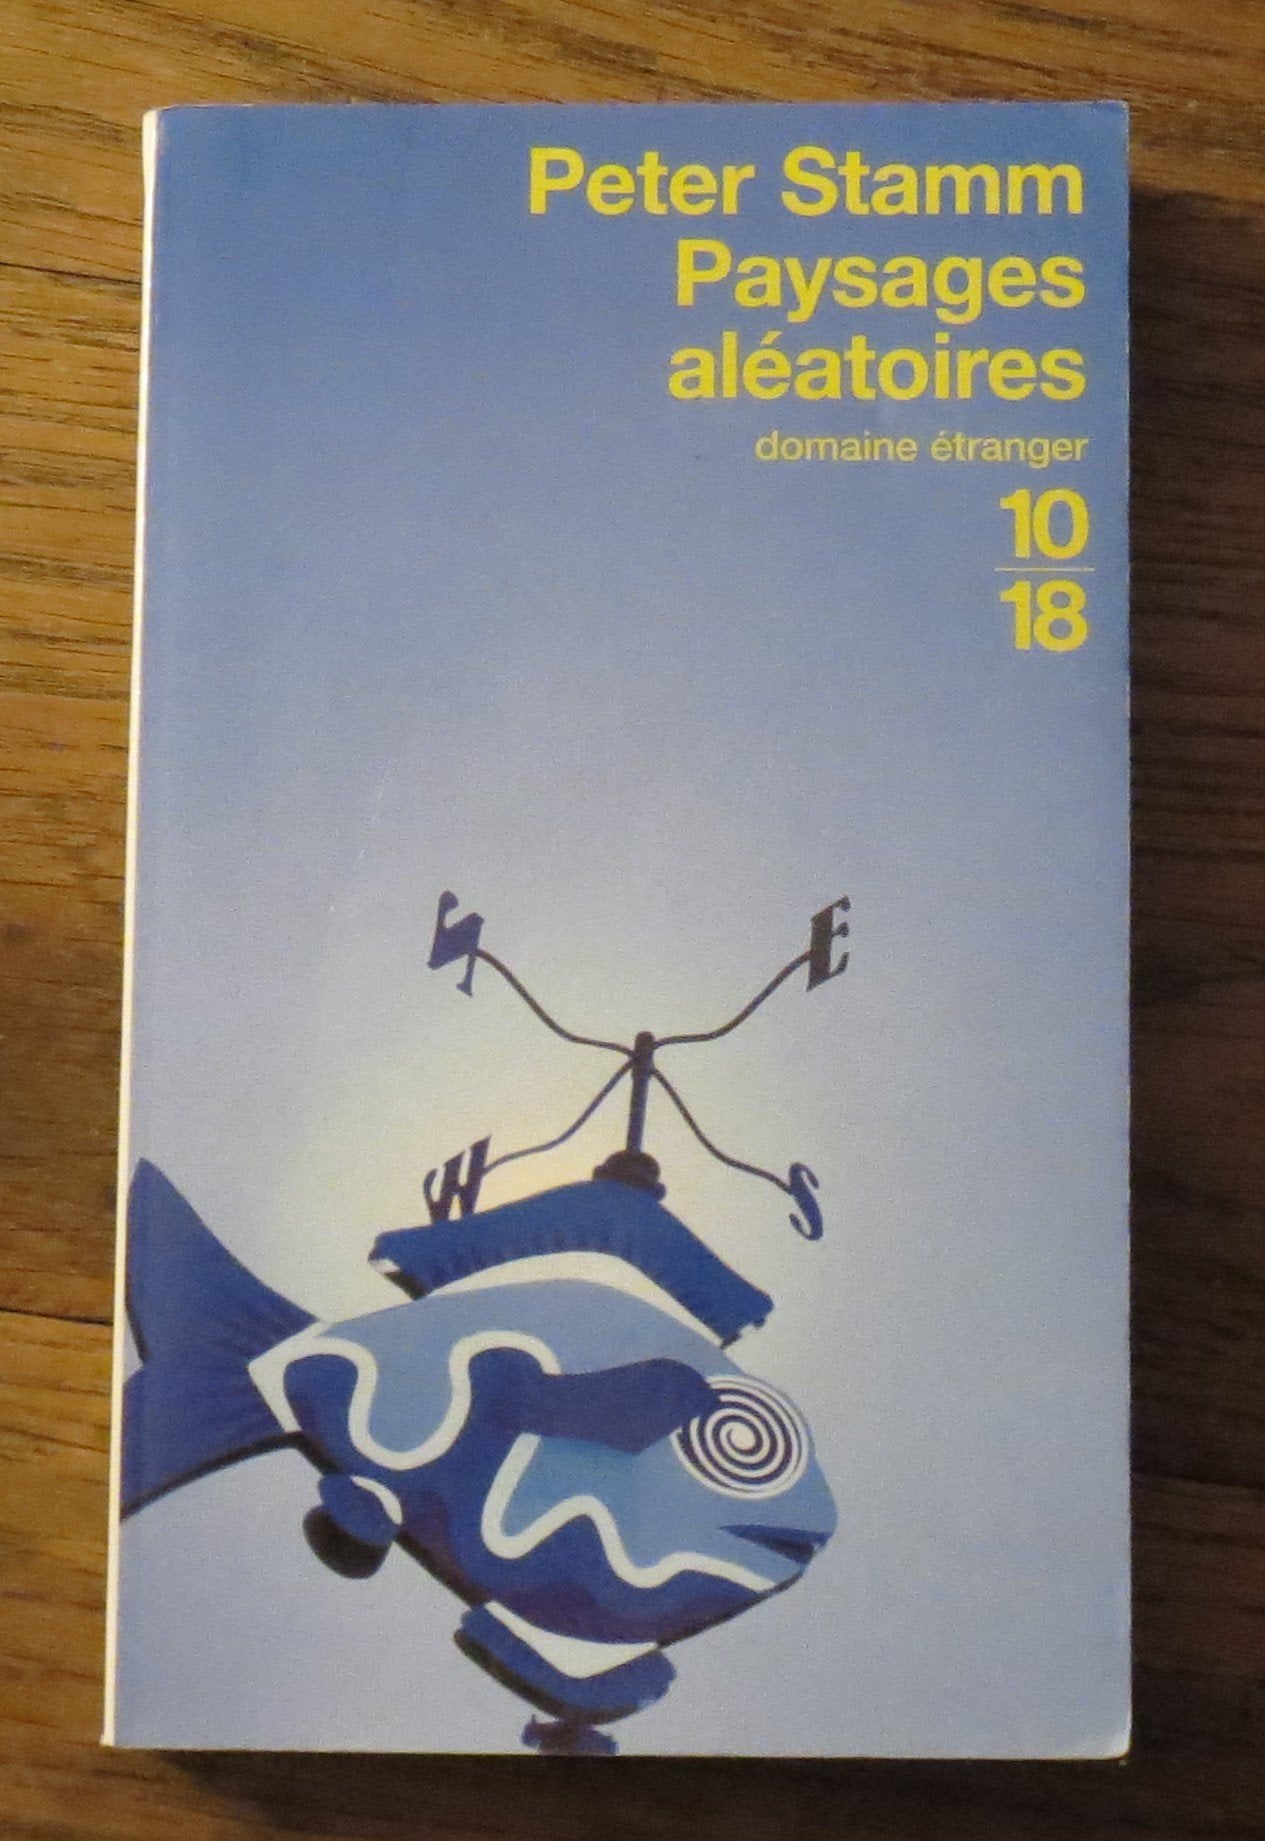 Peter Stamm
Paysages
aléatoires
domaine étranger
10
18
N E
W S